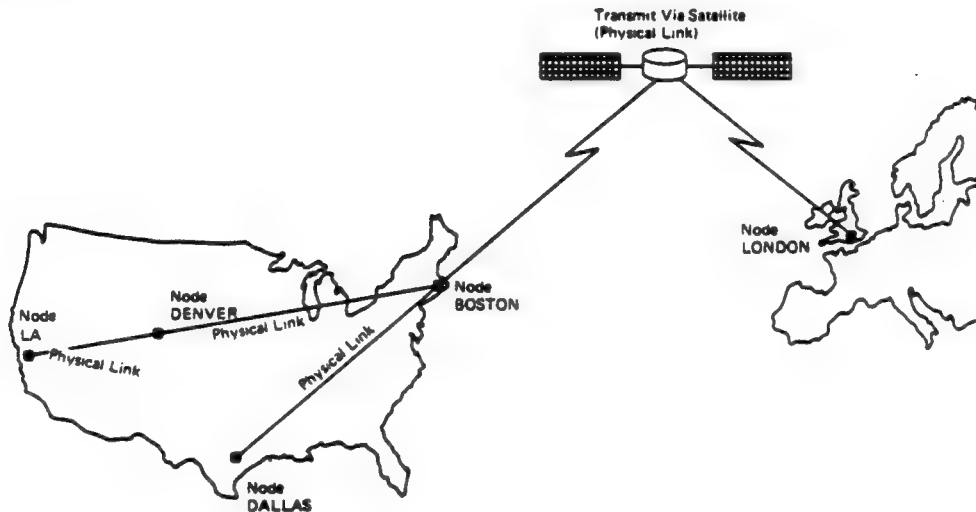 Transmit Via Satellite
(Physical Link)
Node
LONDON
Node
DENVER
Node
BOSTON
Node
LA
Physical Link
Physical Link
Physical Link
Node
DALLAS